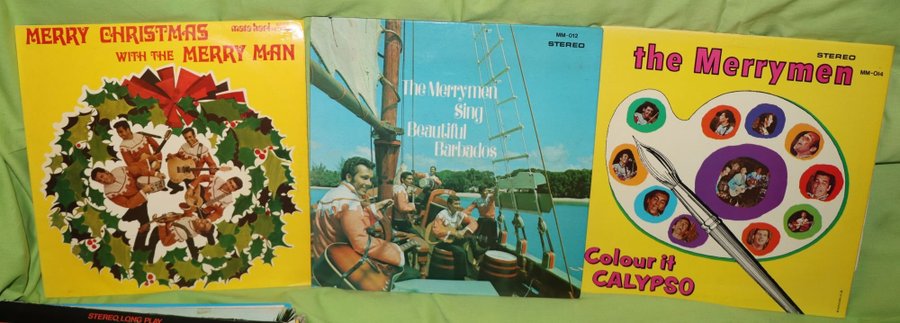 MERRY CHRISTMAS
WITH THE MERRY MAN
MM-012
STEREO
The Merrymen
Sing
Beautiful
Barbados
STEREO
the Merrymen
MM-014
Colour it
CALYPSO
STEREO, LONG PLAY